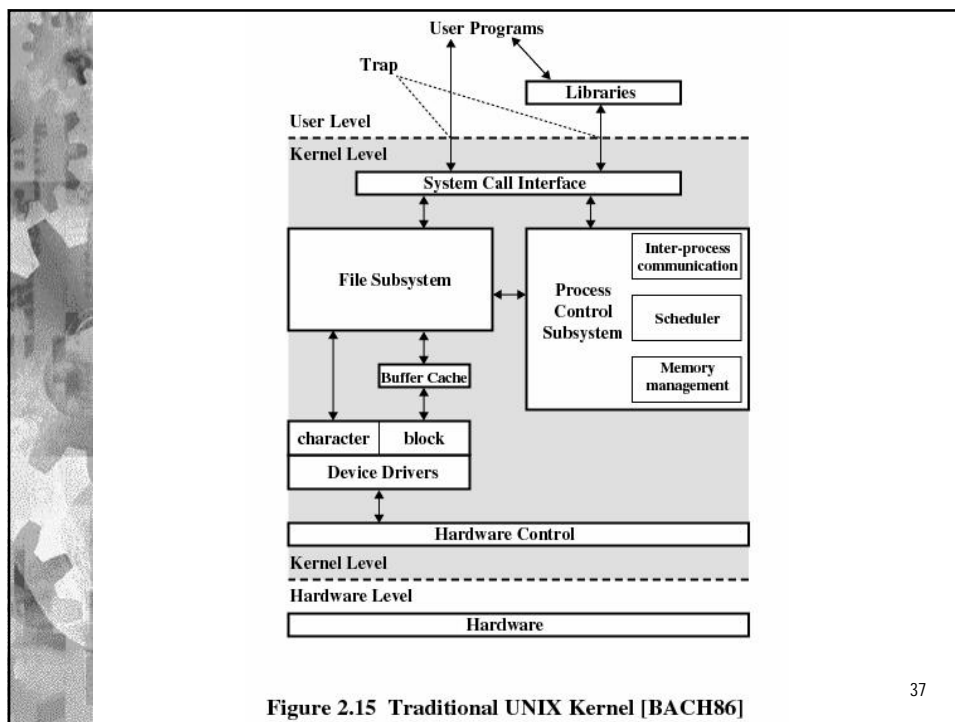 User Programs
Trap
Libraries
User Level
Kernel Level
System Call Interface
File Subsystem
Inter-process
communication
Process
Control
Subsystem
Scheduler
Memory
management
Buffer Cache
character
block
Device Drivers
Hardware Control
Kernel Level
Hardware Level
Hardware
Figure 2.15 Traditional UNIX Kernel [BACH86]
37